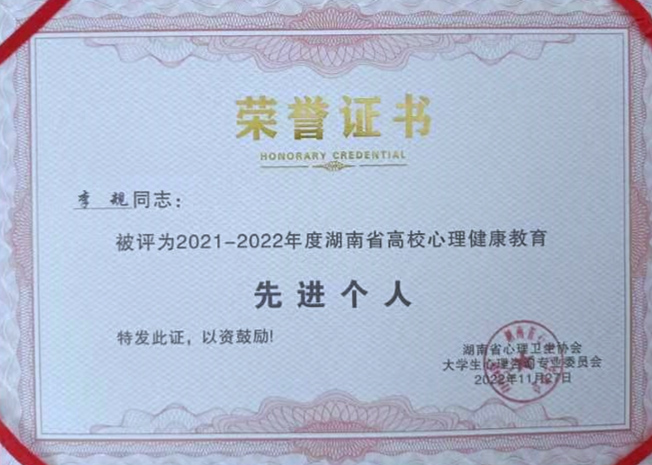 荣誉证书
HONORARY CREDENTIAL
李 规同志：
被评为2021-2022年度湖南省高校心理健康教育
先进个人
特发此证，以资鼓励!
湖南省心理卫生协会
大学生心理咨询专业委员会
2022年11月27日